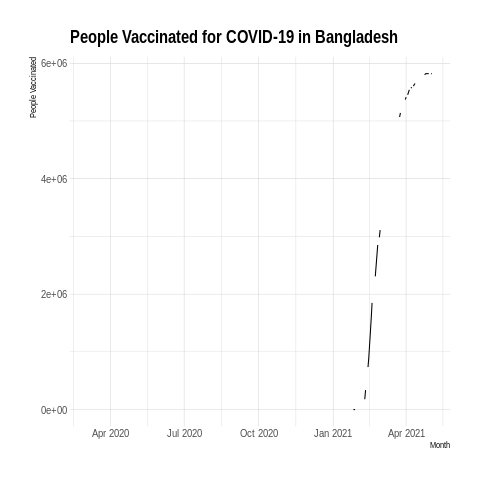 People Vaccinated for COVID-19 in Bangladesh
People Vaccinated
6e+06
4e+06
2e+06
0e+00
Apr 2020
Jul 2020
Oct 2020
Jan 2021
Apr 2021
Month